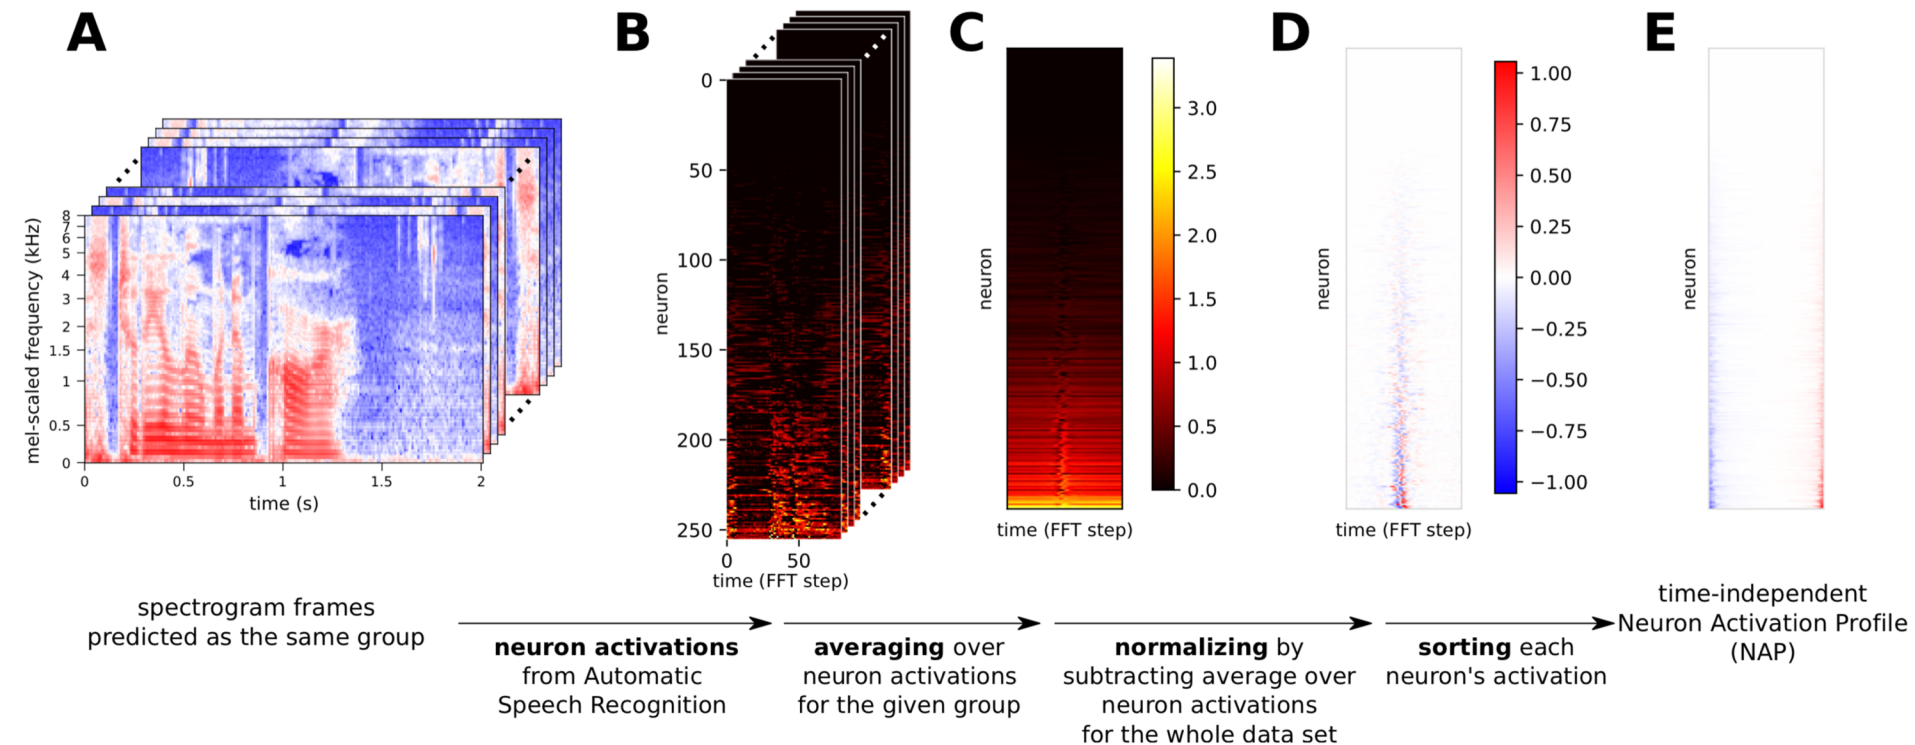 A
B
C
D
E
mel-scaled frequency (kHz)
8
7
6
5
4
3
2
1.5
1
0.5
0
0
0.5
1
1.5
2
time (s)
neuron
0
50
100
150
200
250
0
50
time (FFT step)
neuron
time (FFT step)
3.0
2.5
2.0
1.5
1.0
0.5
0.0
neuron
time (FFT step)
1.00
0.75
0.50
0.25
0.00
−0.25
−0.50
−0.75
−1.00
neuron
spectrogram frames
predicted as the same group
neuron activations
from Automatic
Speech Recognition
averaging over
neuron activations
for the given group
normalizing by
subtracting average over
neuron activations
for the whole data set
sorting each
neuron's activation
time-independent
Neuron Activation Profile
(NAP)